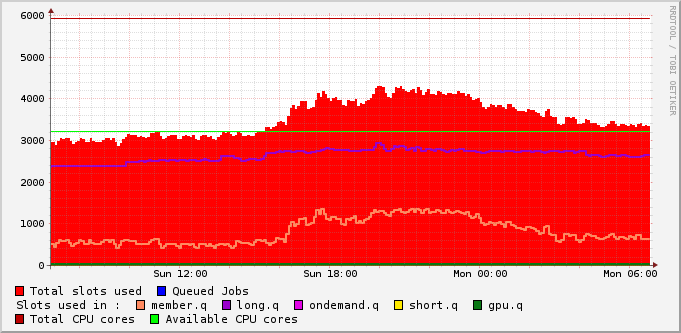 RRDTOOL / TOBI OETIKER
6000
5000
4000
3000
2000
1000
0
Sun 12:00 Sun 18:00 Mon 00:00 Mon 06:00
Total slots used Queued Jobs
Slots used in : member.q long.q ondemand.q short.q gpu.q
Total CPU cores Available CPU cores